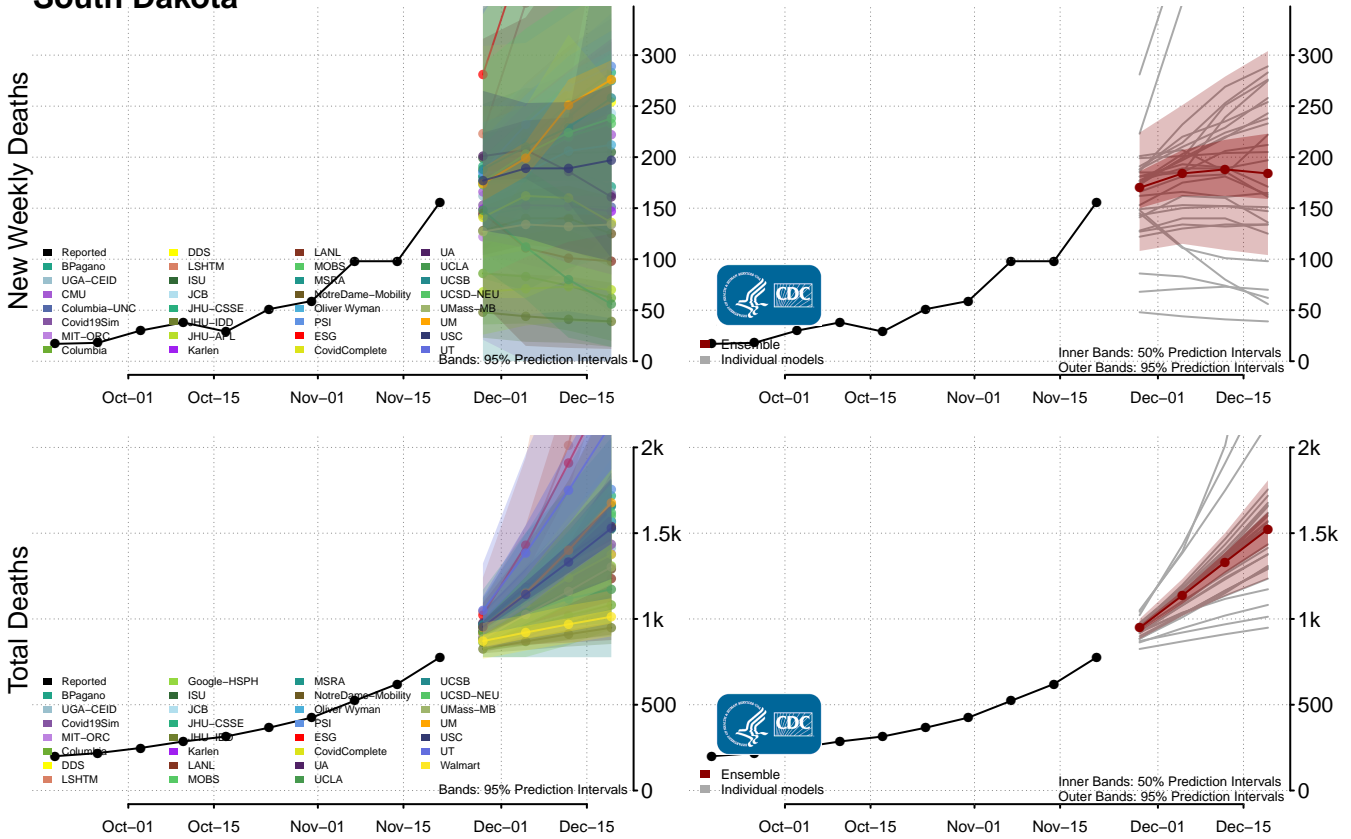 South Dakota
New Weekly Deaths
Reported DDS LANL UA
BPagano LSHTM MOBS UCLA
UGA−CEID ISU MSRA UCSB
CMU JCB NotreDame−Mobility UCSD−NEU
Columbia−UNC JHU−CSSE Oliver Wyman UMass−MB
Covid19Sim JHU−IDD PSI UM
MIT−ORC JHU−APL ESG USC
Columbia Karlen CovidComplete UT
Bands: 95% Prediction Intervals
300
250
200
150
100
50
0
Oct−01 Oct−15 Nov−01 Nov−15 Dec−01 Dec−15
CDC
Ensemble
Individual models
Inner Bands: 50% Prediction Intervals
Outer Bands: 95% Prediction Intervals
300
250
200
150
100
50
0
Oct−01 Oct−15 Nov−01 Nov−15 Dec−01 Dec−15
Total Deaths
Reported Google−HSPH MSRA UCSB
BPagano ISU NotreDame−Mobility UCSD−NEU
UGA−CEID JCB Oliver Wyman UMass−MB
Covid19Sim JHU−CSSE PSI UM
MIT−ORC JHU−IDD ESG USC
Columbia Karlen CovidComplete UT
DDS LANL UA Walmart
LSHTM MOBS UCLA
Bands: 95% Prediction Intervals
2k
1.5k
1k
500
0
Oct−01 Oct−15 Nov−01 Nov−15 Dec−01 Dec−15
CDC
Ensemble
Individual models
Inner Bands: 50% Prediction Intervals
Outer Bands: 95% Prediction Intervals
2k
1.5k
1k
500
0
Oct−01 Oct−15 Nov−01 Nov−15 Dec−01 Dec−15